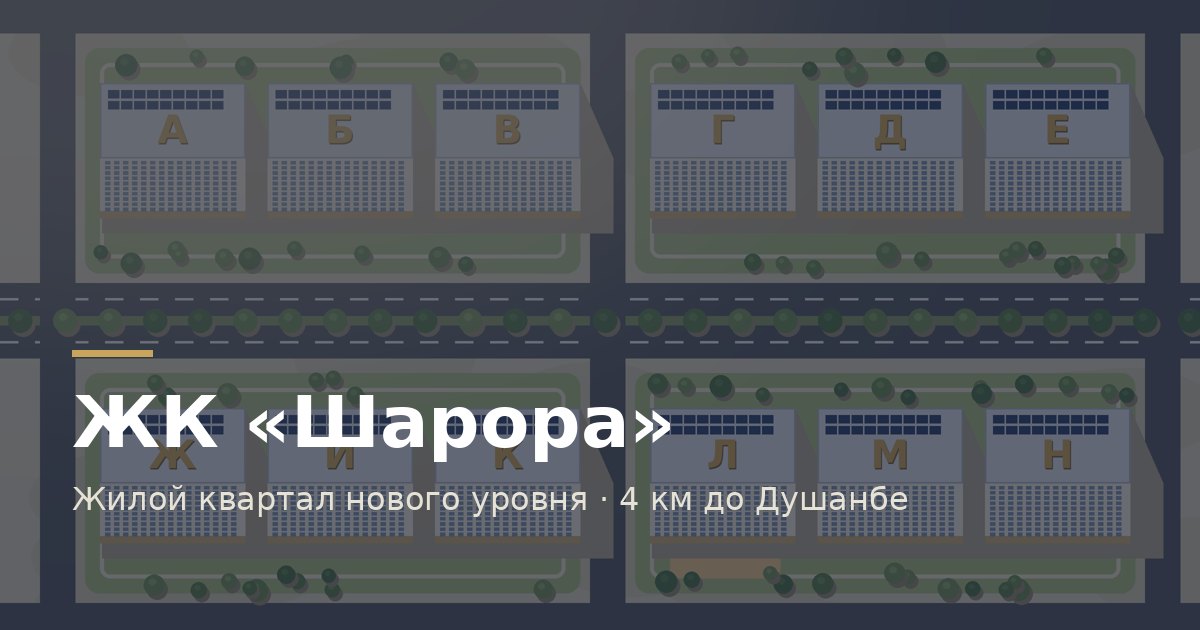 А Б В Г Д Е
ЖК «Шарора»
Ж И К Л М Н
Жилой квартал нового уровня · 4 км до Душанбе